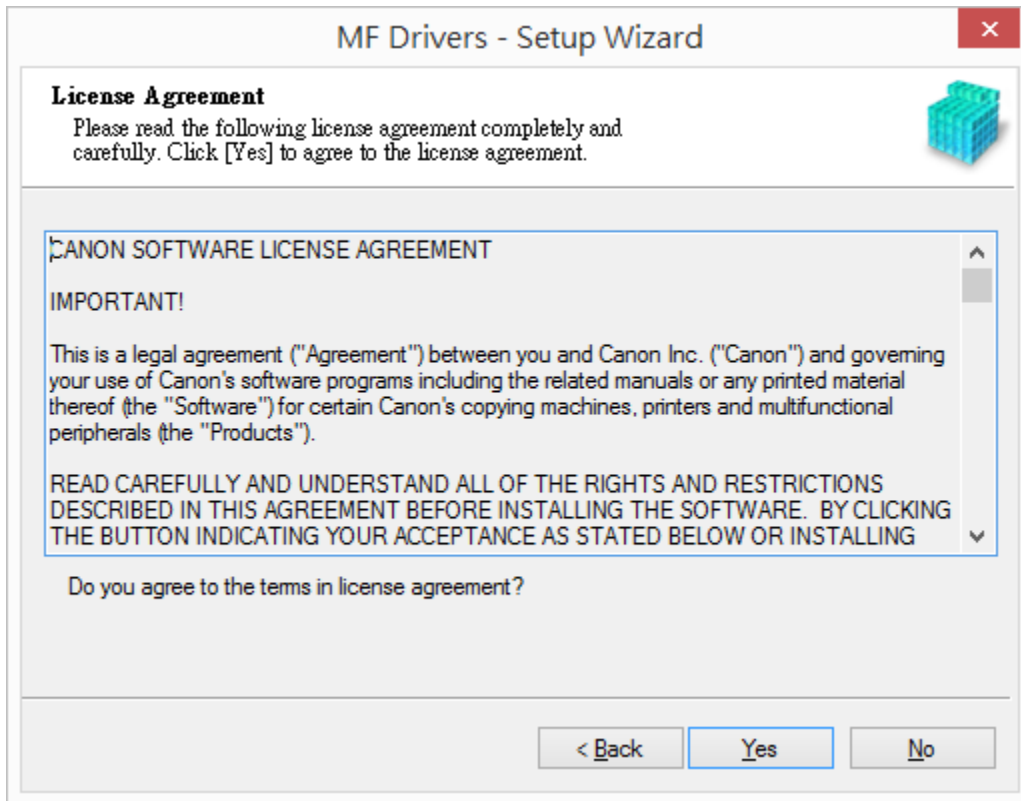 MF Drivers - Setup Wizard
License Agreement
Please read the following license agreement completely and
carefully. Click [Yes] to agree to the license agreement.
CANON SOFTWARE LICENSE AGREEMENT
IMPORTANT!
This is a legal agreement ("Agreement") between you and Canon Inc. ("Canon") and governing
your use of Canon's software programs including the related manuals or any printed material
thereof (the "Software") for certain Canon's copying machines, printers and multifunctional
peripherals (the "Products").
READ CAREFULLY AND UNDERSTAND ALL OF THE RIGHTS AND RESTRICTIONS
DESCRIBED IN THIS AGREEMENT BEFORE INSTALLING THE SOFTWARE.  BY CLICKING
THE BUTTON INDICATING YOUR ACCEPTANCE AS STATED BELOW OR INSTALLING
Do you agree to the terms in license agreement?
< Back
Yes
No